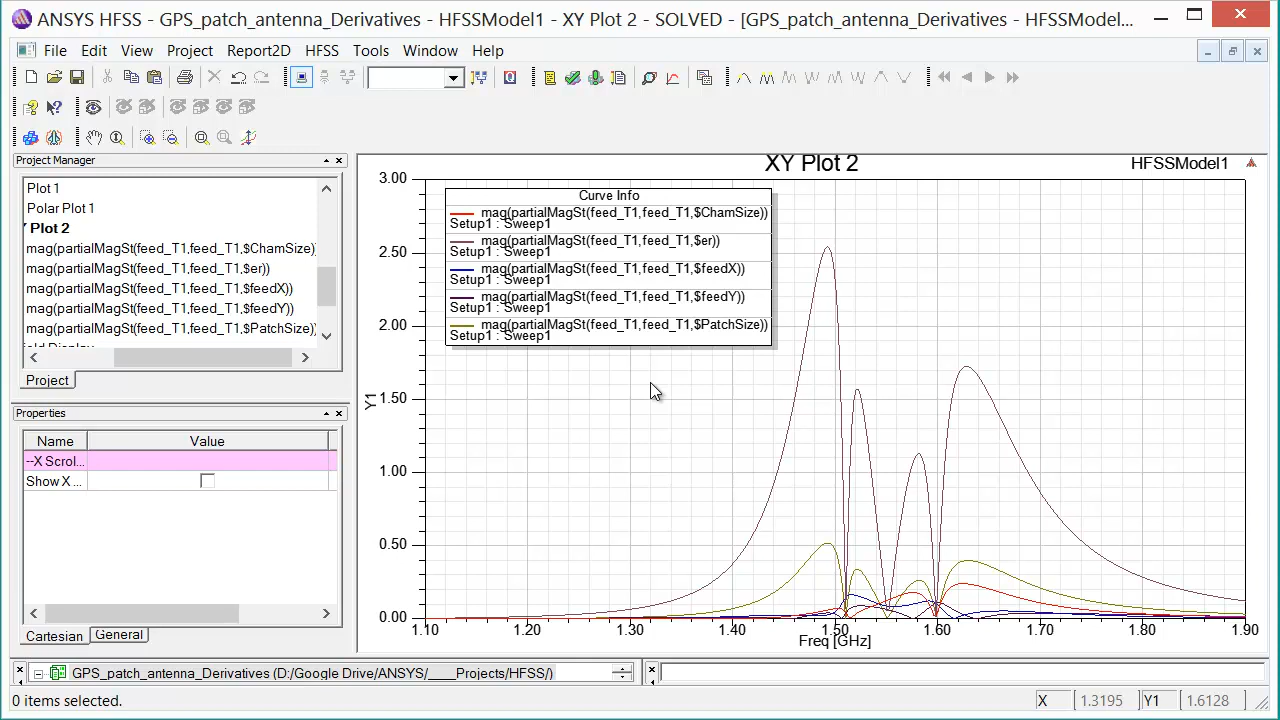 ANSYS HFSS - GPS_patch_antenna_Derivatives - HFSSModel1 - XY Plot 2 - SOLVED - [GPS_patch_antenna_Derivatives - HFSSModel...
File Edit View Project Report2D HFSS Tools Window Help
Project Manager
Plot 1
Polar Plot 1
Plot 2
mag(partialMagSt(feed_T1,feed_T1,$ChamSize)
mag(partialMagSt(feed_T1,feed_T1,$er))
mag(partialMagSt(feed_T1,feed_T1,$feedX))
mag(partialMagSt(feed_T1,feed_T1,$feedY))
mag(partialMagSt(feed_T1,feed_T1,$PatchSize))
Project
Properties
Name Value
--X Scrol...
Show X ...
Cartesian General
XY Plot 2
HFSSModel1
Curve Info
mag(partialMagSt(feed_T1,feed_T1,$ChamSize))
Setup1 : Sweep1
mag(partialMagSt(feed_T1,feed_T1,$er))
Setup1 : Sweep1
mag(partialMagSt(feed_T1,feed_T1,$feedX))
Setup1 : Sweep1
mag(partialMagSt(feed_T1,feed_T1,$feedY))
Setup1 : Sweep1
mag(partialMagSt(feed_T1,feed_T1,$PatchSize))
Setup1 : Sweep1
3.00
2.50
2.00
1.50
1.00
0.50
0.00
Y1
1.10 1.20 1.30 1.40 1.50 1.60 1.70 1.80 1.90
Freq [GHz]
GPS_patch_antenna_Derivatives (D:/Google Drive/ANSYS/____Projects/HFSS/)
0 items selected.
X 1.3195 Y1 1.6128